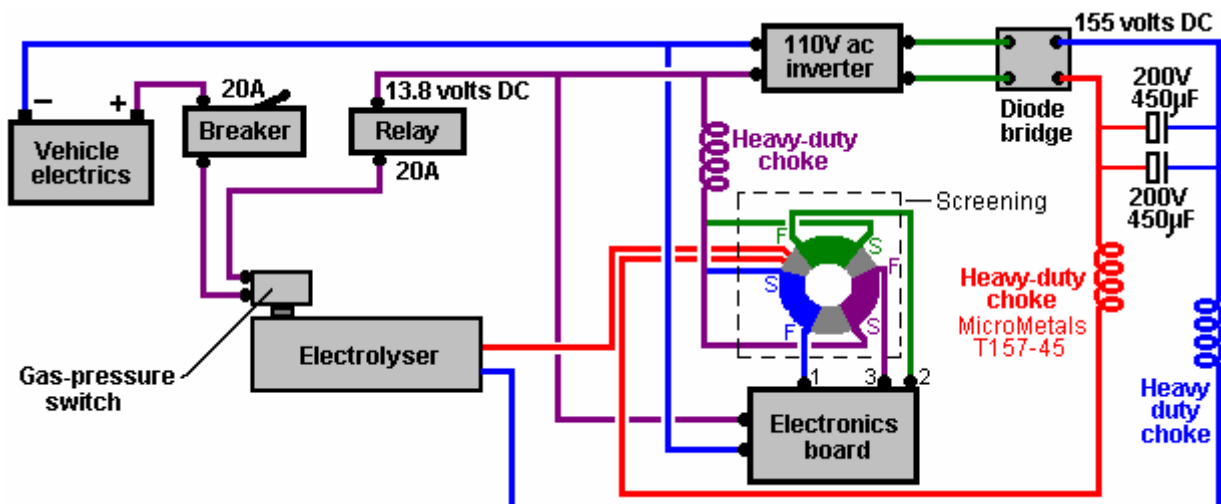 155 volts DC
110V ac
inverter
200V
450µF
20A
13.8 volts DC
− +
Breaker
Relay
Diode
bridge
Vehicle
electrics
Heavy-duty
choke
20A
200V
450µF
Screening
F
S
F
S
F
S
Heavy-duty
choke
MicroMetals
T157-45
Electrolyser
Gas-pressure
switch
1
3
2
Heavy
duty
choke
Electronics
board